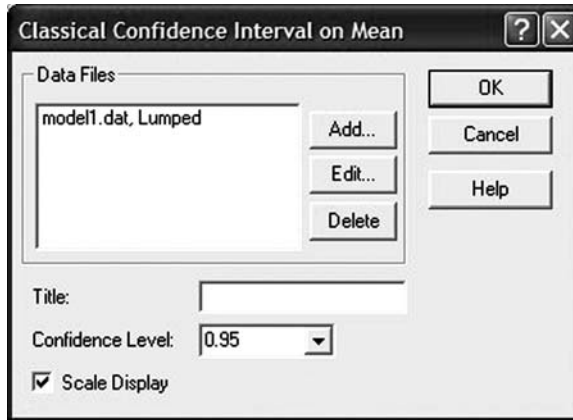 Classical Confidence Interval on Mean
Data Files
model1.dat, Lumped
Add...
Edit...
Delete
OK
Cancel
Help
Title:
Confidence Level: 0.95
Scale Display